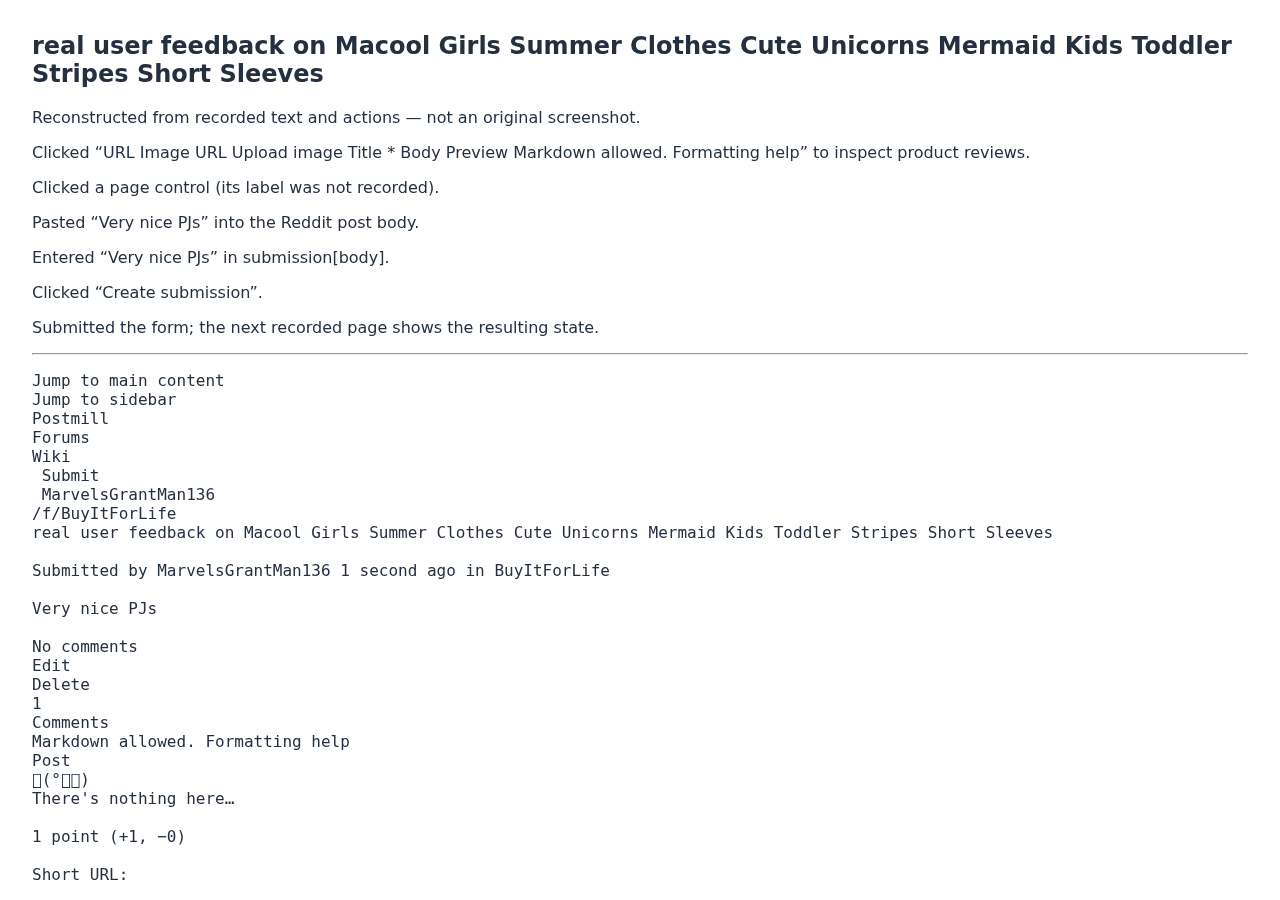 real user feedback on Macool Girls Summer Clothes Cute Unicorns Mermaid Kids Toddler
Stripes Short Sleeves
Reconstructed from recorded text and actions — not an original screenshot.
Clicked “URL Image URL Upload image Title * Body Preview Markdown allowed. Formatting help” to inspect product reviews.
Clicked a page control (its label was not recorded).
Pasted “Very nice PJs” into the Reddit post body.
Entered “Very nice PJs” in submission[body].
Clicked “Create submission”.
Submitted the form; the next recorded page shows the resulting state.
Jump to main content
Jump to sidebar
Postmill
Forums
Wiki
Submit
MarvelsGrantMan136
/f/BuyItForLife
real user feedback on Macool Girls Summer Clothes Cute Unicorns Mermaid Kids Toddler Stripes Short Sleeves
Submitted by MarvelsGrantMan136 1 second ago in BuyItForLife
Very nice PJs
No comments
Edit
Delete
1
Comments
Markdown allowed. Formatting help
Post
(°)
There's nothing here…
1 point (+1, −0)
Short URL: